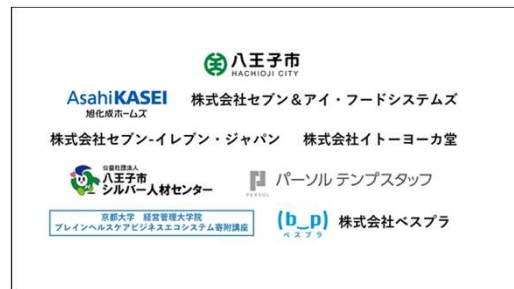 八王子市
HACHIOJI CITY
AsahiKASEI
旭化成ホームズ
株式会社セブン＆アイ・フードシステムズ
株式会社セブン-イレブン・ジャパン
株式会社イトーヨーカ堂
公益社団法人
八王子市
シルバー人材センター
PERSOL
パーソル テンプスタッフ
京都大学 経営管理大学院
ブレインヘルスケアビジネスエコシステム寄附講座
(b_p)
ベスプラ
株式会社ベスプラ